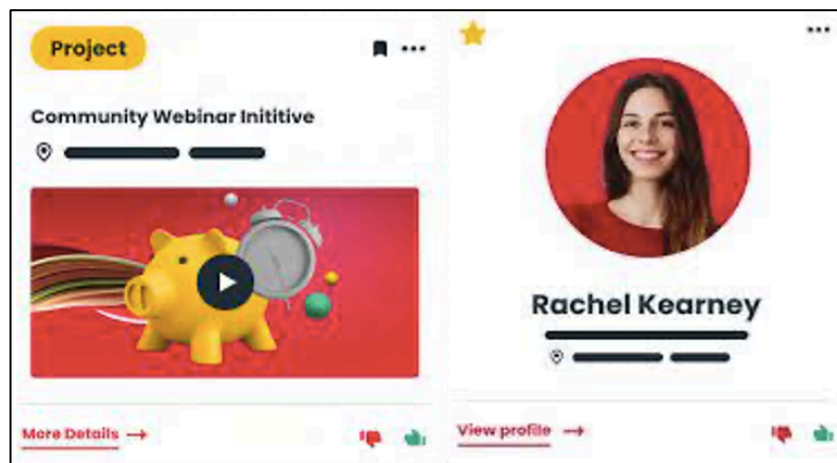 Project
Community Webinar Inititive
More Details
Rachel Kearney
View profile